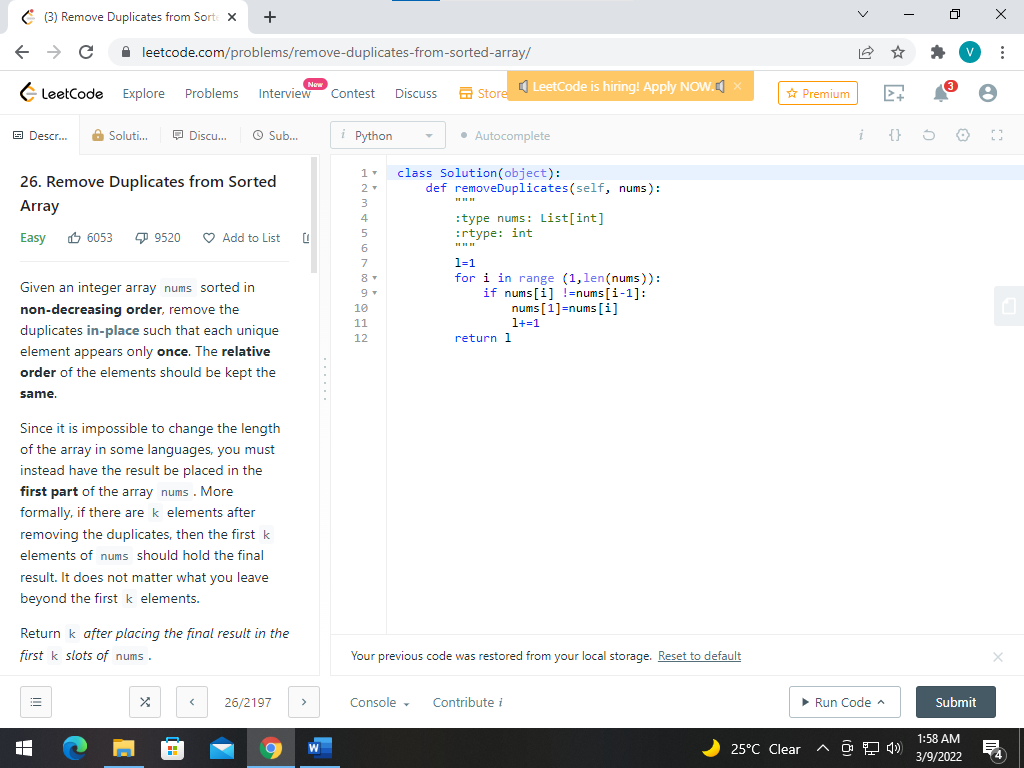 (3) Remove Duplicates from Sort
leetcode.com/problems/remove-duplicates-from-sorted-array/
V
LeetCode
Explore
Problems
Interview
New
Contest
Discuss
Store
LeetCode is hiring! Apply NOW.
Premium
3
Descr...
Soluti...
Discu...
Sub...
i Python
Autocomplete
i {}
26. Remove Duplicates from Sorted
Array
Easy 6053 9520 Add to List
Given an integer array nums sorted in
non-decreasing order, remove the
duplicates in-place such that each unique
element appears only once. The relative
order of the elements should be kept the
same.
Since it is impossible to change the length
of the array in some languages, you must
instead have the result be placed in the
first part of the array nums . More
formally, if there are k elements after
removing the duplicates, then the first k
elements of nums should hold the final
result. It does not matter what you leave
beyond the first k elements.
Return k after placing the final result in the
first k slots of nums .
1 class Solution(object):
2 def removeDuplicates(self, nums):
3 """
4 :type nums: List[int]
5 :rtype: int
6 """
7 l=1
8 for i in range (1,len(nums)):
9 if nums[i] !=nums[i-1]:
10 nums[1]=nums[i]
11 l+=1
12 return l
Your previous code was restored from your local storage. Reset to default
26/2197
Console
Contribute i
Run Code
Submit
25°C Clear
1:58 AM
3/9/2022
4